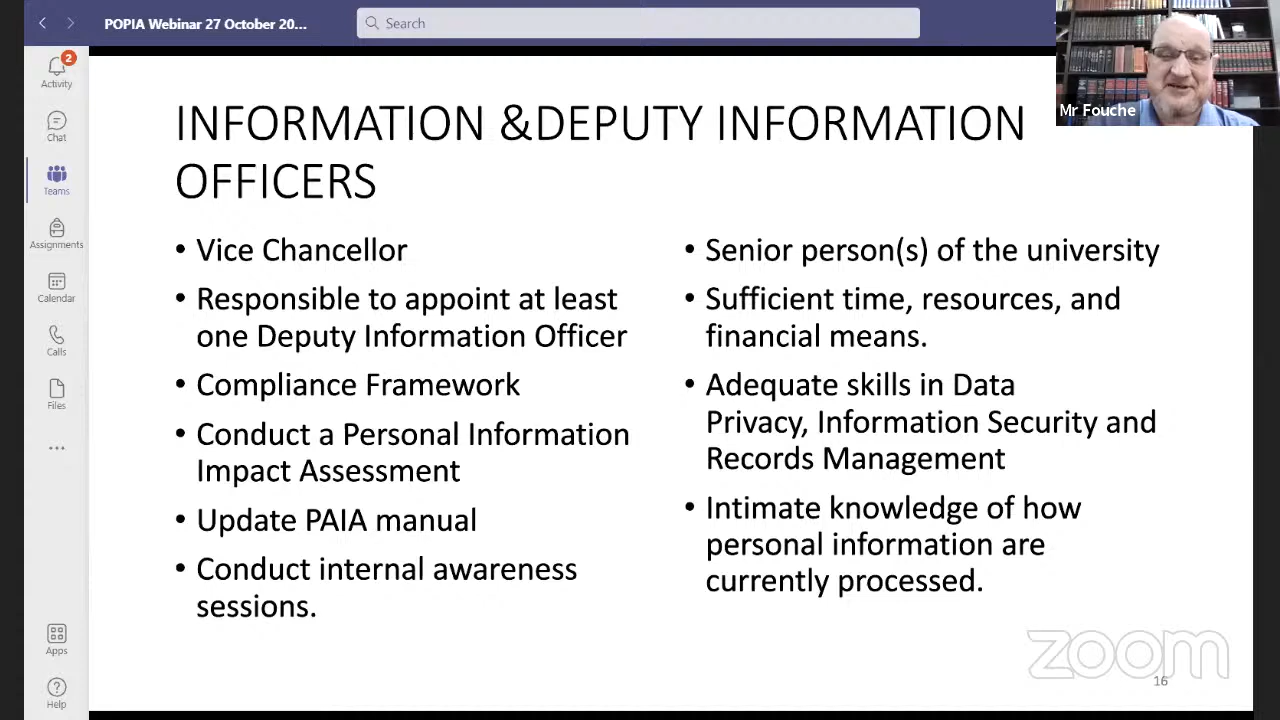 POPIA Webinar 27 October 20...
Search
Mr Fouche
2
Activity
Chat
Teams
Assignments
Calendar
Calls
Files
...
Apps
Help
INFORMATION &DEPUTY INFORMATION
OFFICERS
• Vice Chancellor
• Responsible to appoint at least
one Deputy Information Officer
• Compliance Framework
• Conduct a Personal Information
Impact Assessment
• Update PAIA manual
• Conduct internal awareness
sessions.
• Senior person(s) of the university
• Sufficient time, resources, and
financial means.
• Adequate skills in Data
Privacy, Information Security and
Records Management
• Intimate knowledge of how
personal information are
currently processed.
zoom
16